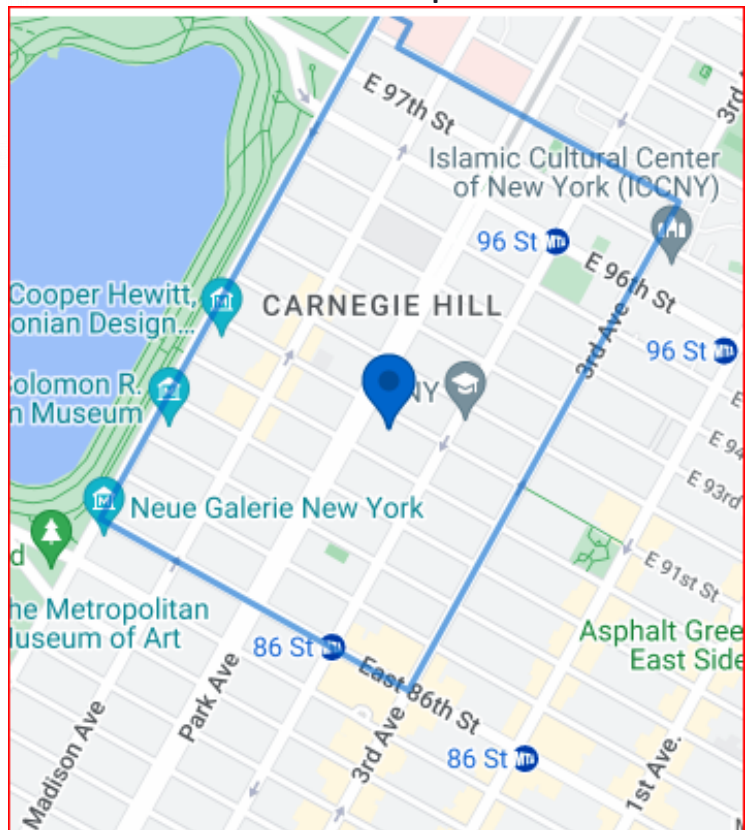 E 97th St
3rd A
Islamic Cultural Center
of New York (ICCNY)
96 St
E 96th St
Cooper Hewitt,
onian Design...
CARNEGIE HILL
3rd Ave
96 St
Solomon R.
m Museum
NY
E 94
E 93rd
Neue Galerie New York
d
E 91st St
he Metropolitan
useum of Art
Asphalt Gree
East Side
86 St
East 86th St
Park Ave
Madison Ave
3rd Ave
86 St
1st Ave.